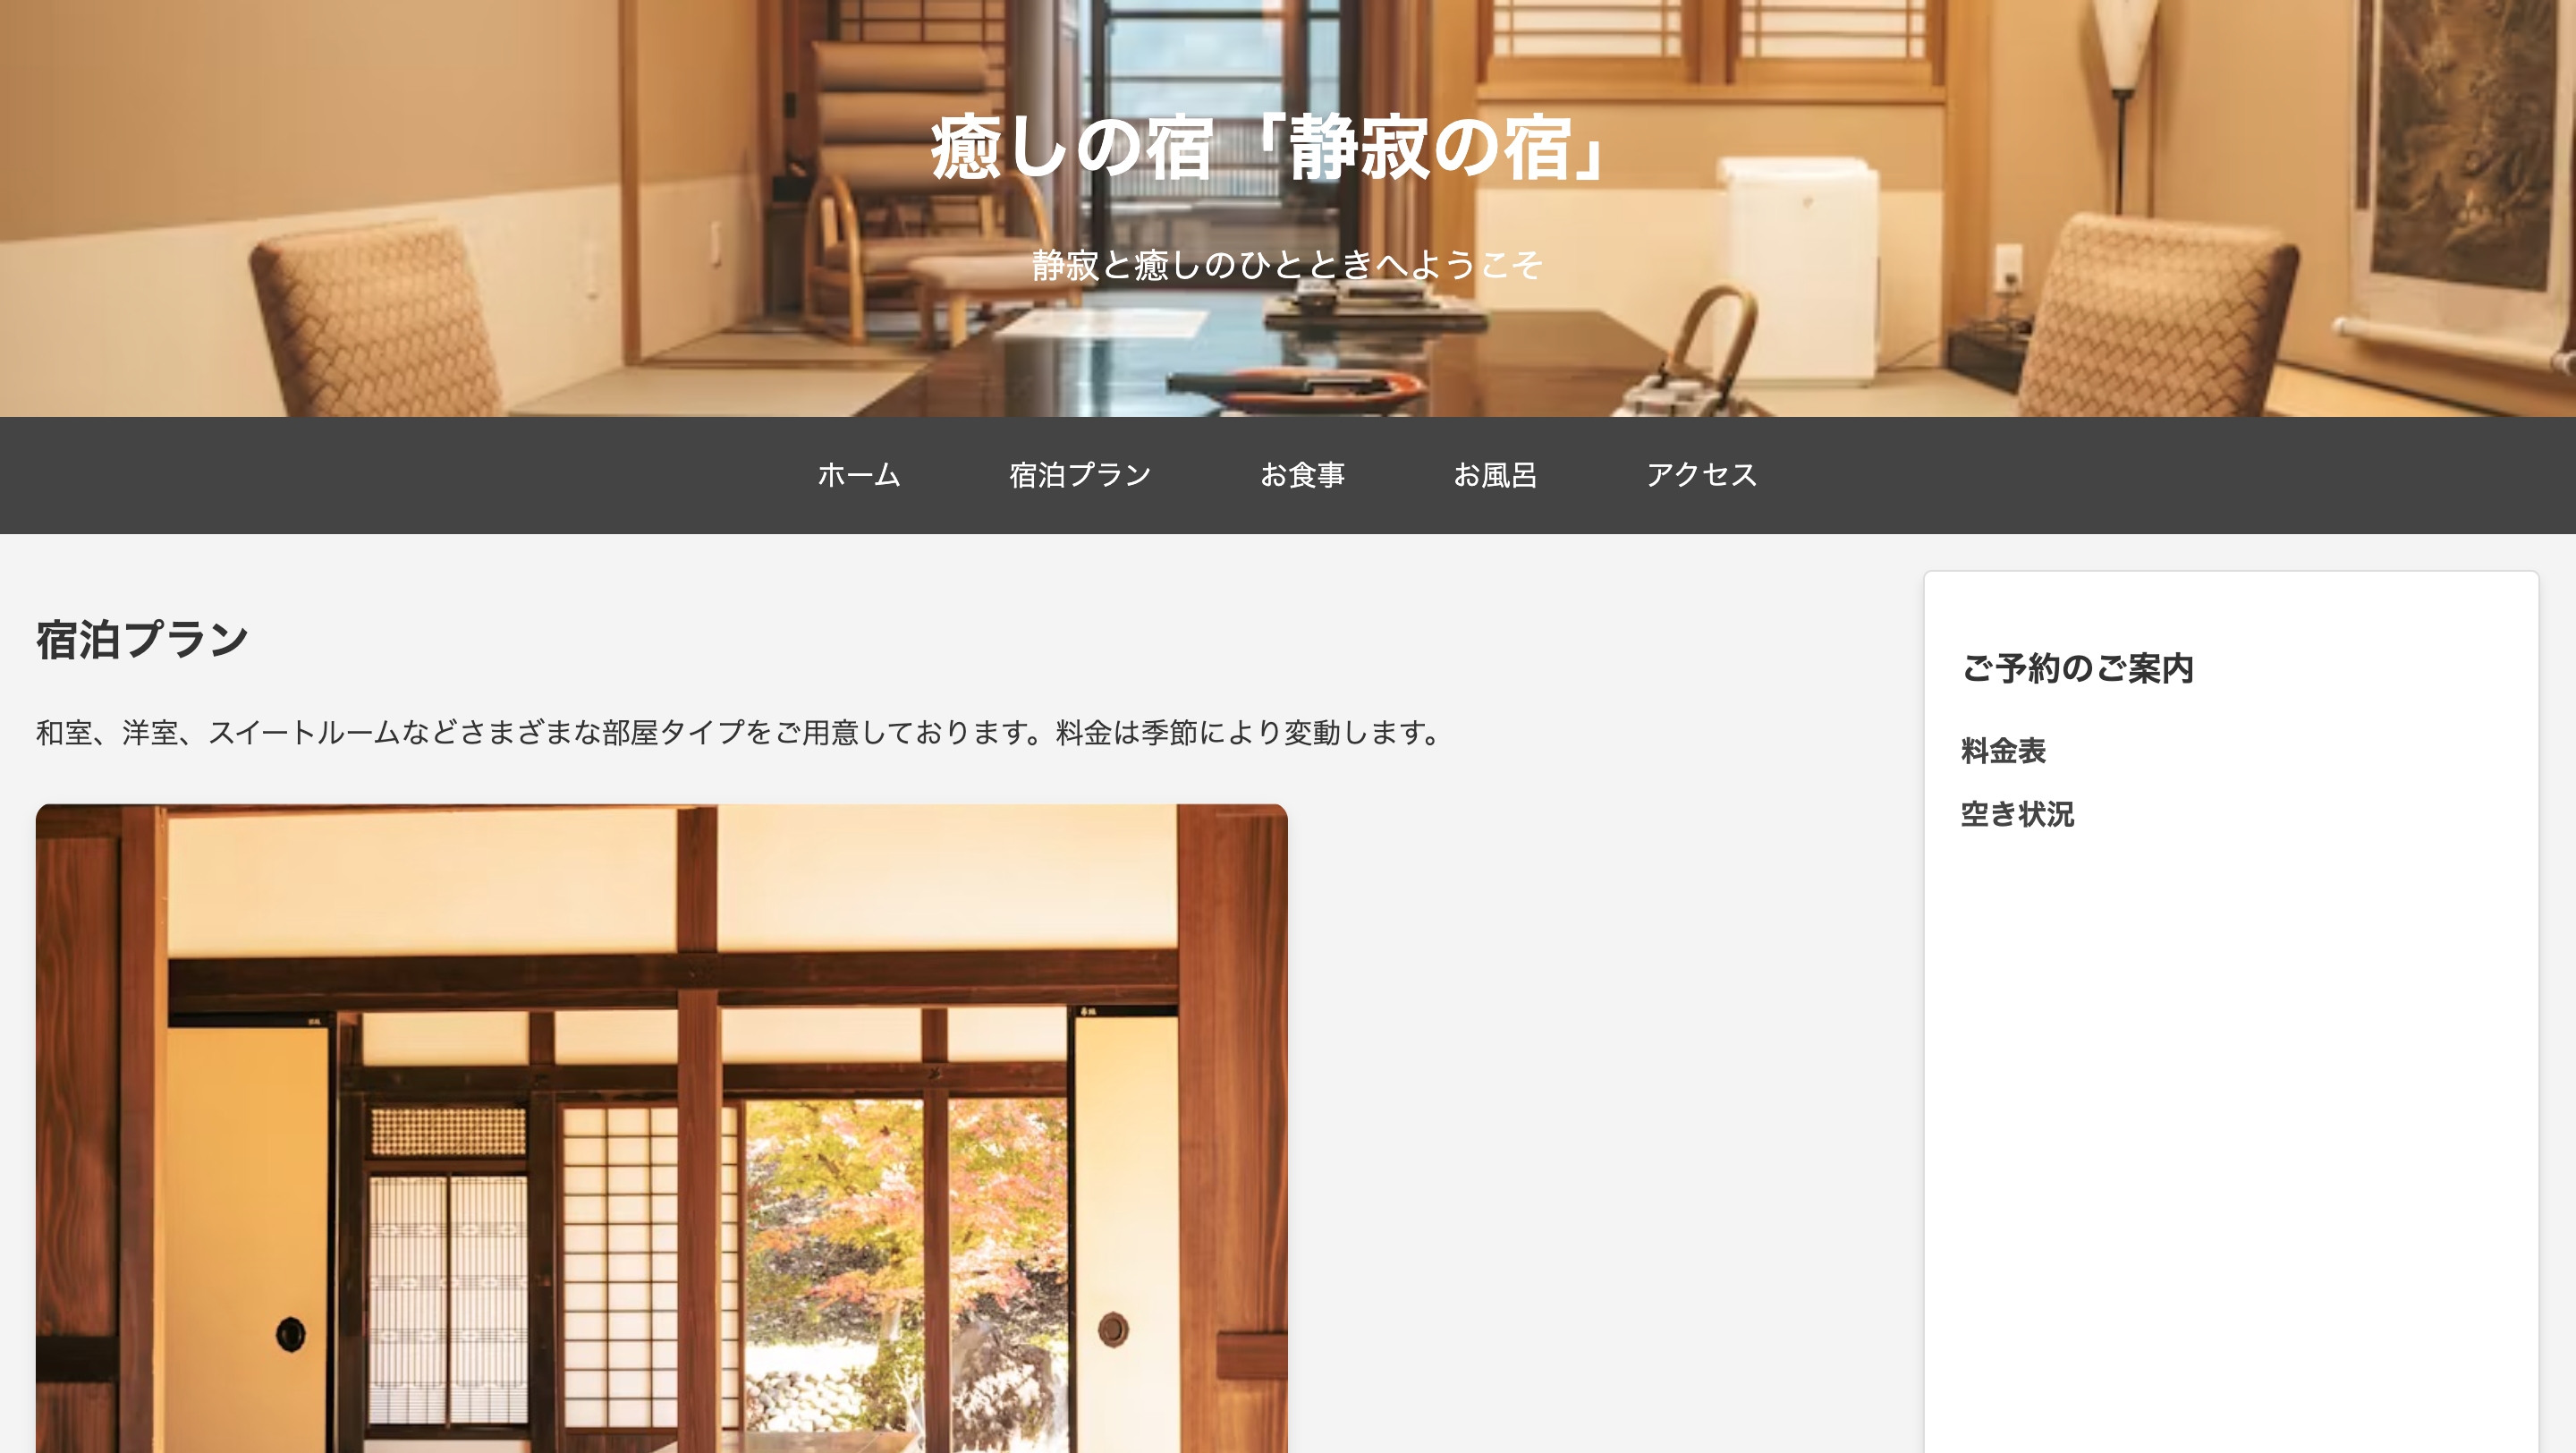 癒しの宿「静寂の宿」
静寂と癒しのひとときへようこそ
ホーム 宿泊プラン お食事 お風呂 アクセス
宿泊プラン
和室、洋室、スイートルームなどさまざまな部屋タイプをご用意しております。料金は季節により変動します。
ご予約のご案内
料金表
空き状況